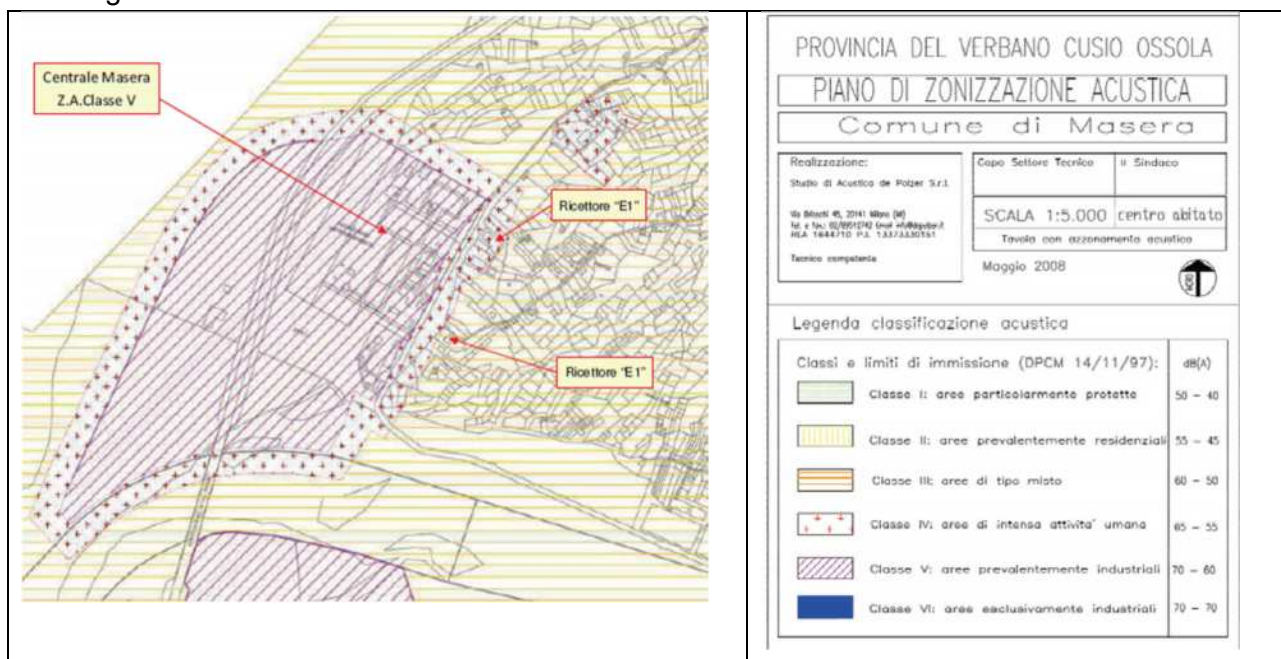 Centrale Masera
Z.A.Classe V
Ricettore "E1"
Ricettore "E1"
PROVINCIA DEL VERBANO CUSIO OSSOLA
PIANO DI ZONIZZAZIONE ACUSTICA
Comune di Masera
Realizzazione:
Studio di Acustica de Polzer S.r.l.
Tecnico competente
Capo Settore Tecnico
Il Sindaco
SCALA 1:5.000
centro abitato
Tavola con azzonamento acustico
Maggio 2008
Legenda classificazione acustica
Classi e limiti di immissione (DPCM 14/11/97): dB(A)
Classe I: aree particolarmente protette 50 - 40
Classe II: aree prevalentemente residenziali 55 - 45
Classe III: aree di tipo misto 60 - 50
Classe IV: aree di intensa attivita' umana 65 - 55
Classe V: aree prevalentemente industriali 70 - 60
Classe VI: aree esclusivamente industriali 70 - 70